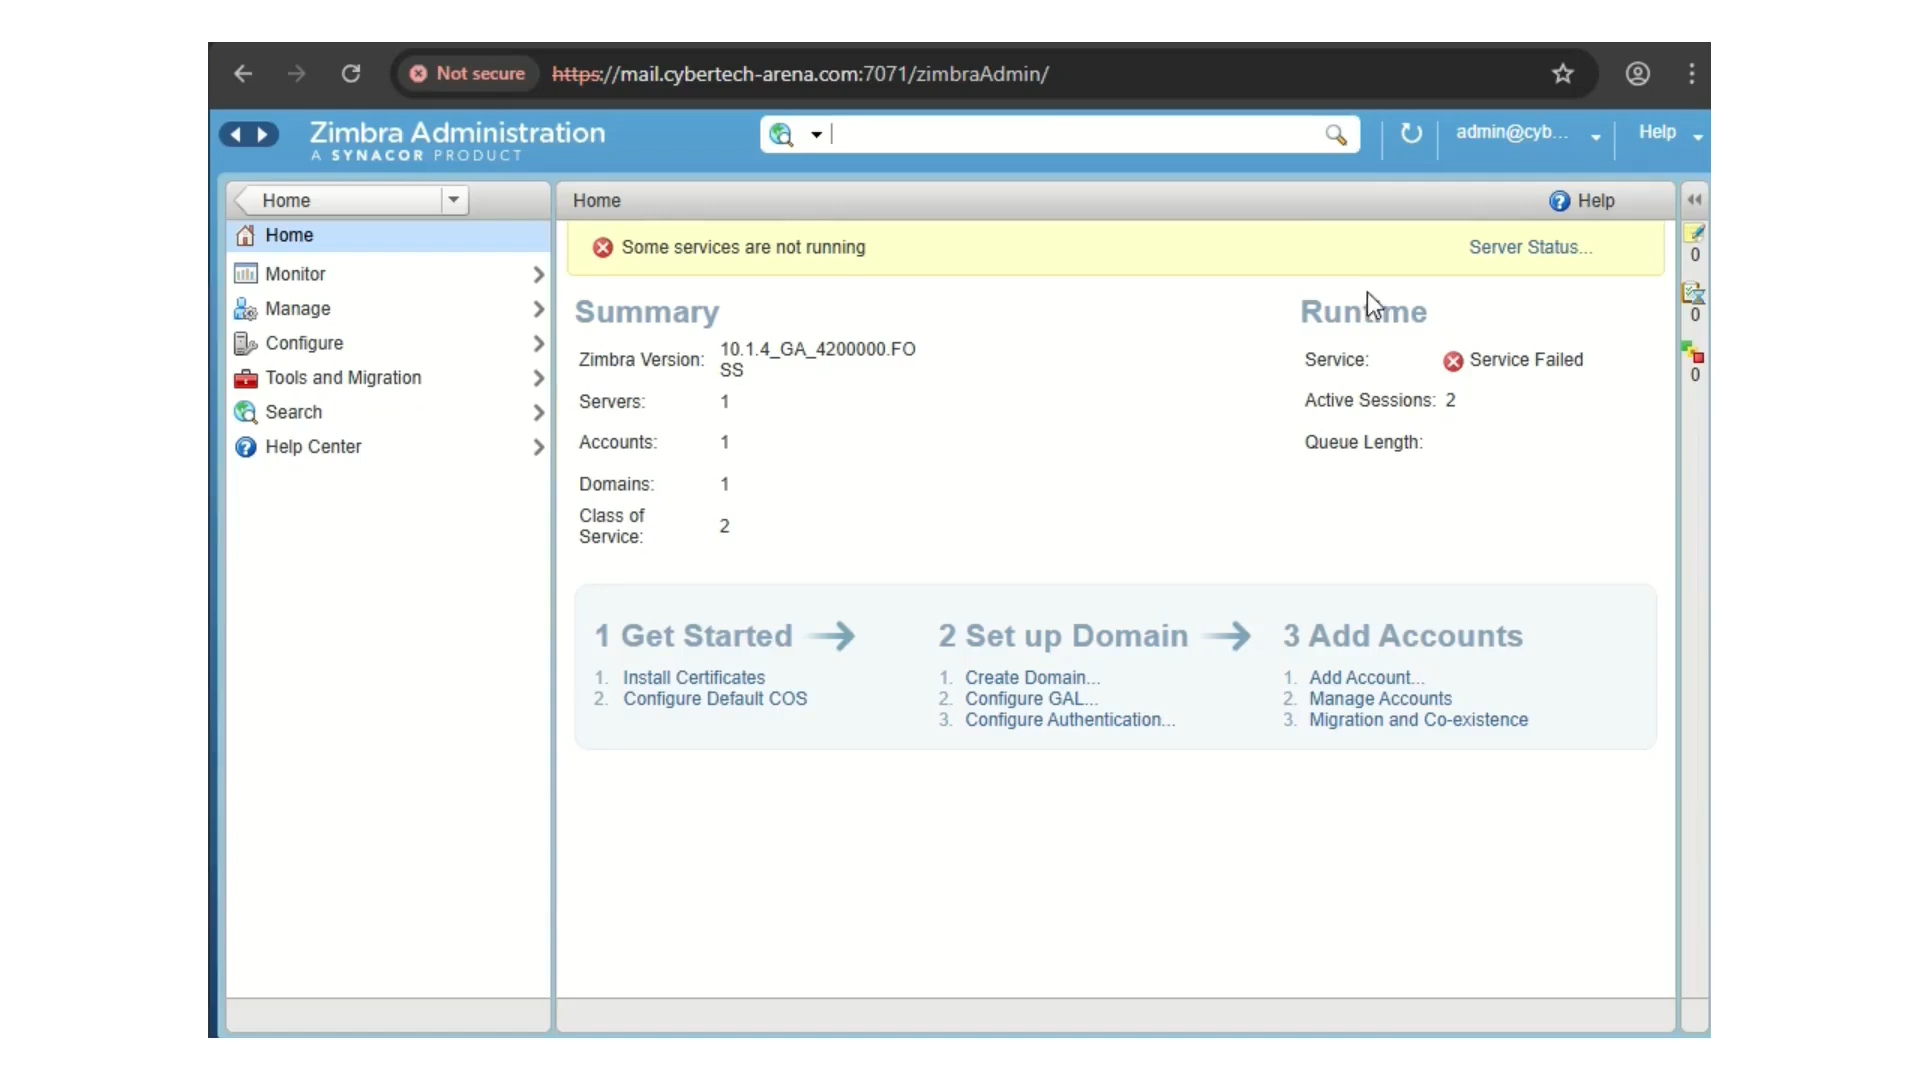 Not secure https://mail.cybertech-arena.com:7071/zimbraAdmin/
Zimbra Administration
A SYNACOR PRODUCT
admin@cyb...
Help
Home
Home
Monitor
Manage
Configure
Tools and Migration
Search
Help Center
Home
Help
Some services are not running
Server Status...
Summary
Zimbra Version: 10.1.4_GA_4200000.FO
SS
Servers: 1
Accounts: 1
Domains: 1
Class of
Service: 2
Runtime
Service: Service Failed
Active Sessions: 2
Queue Length:
1 Get Started
1. Install Certificates
2. Configure Default COS
2 Set up Domain
1. Create Domain...
2. Configure GAL...
3. Configure Authentication...
3 Add Accounts
1. Add Account...
2. Manage Accounts
3. Migration and Co-existence
0
0
0